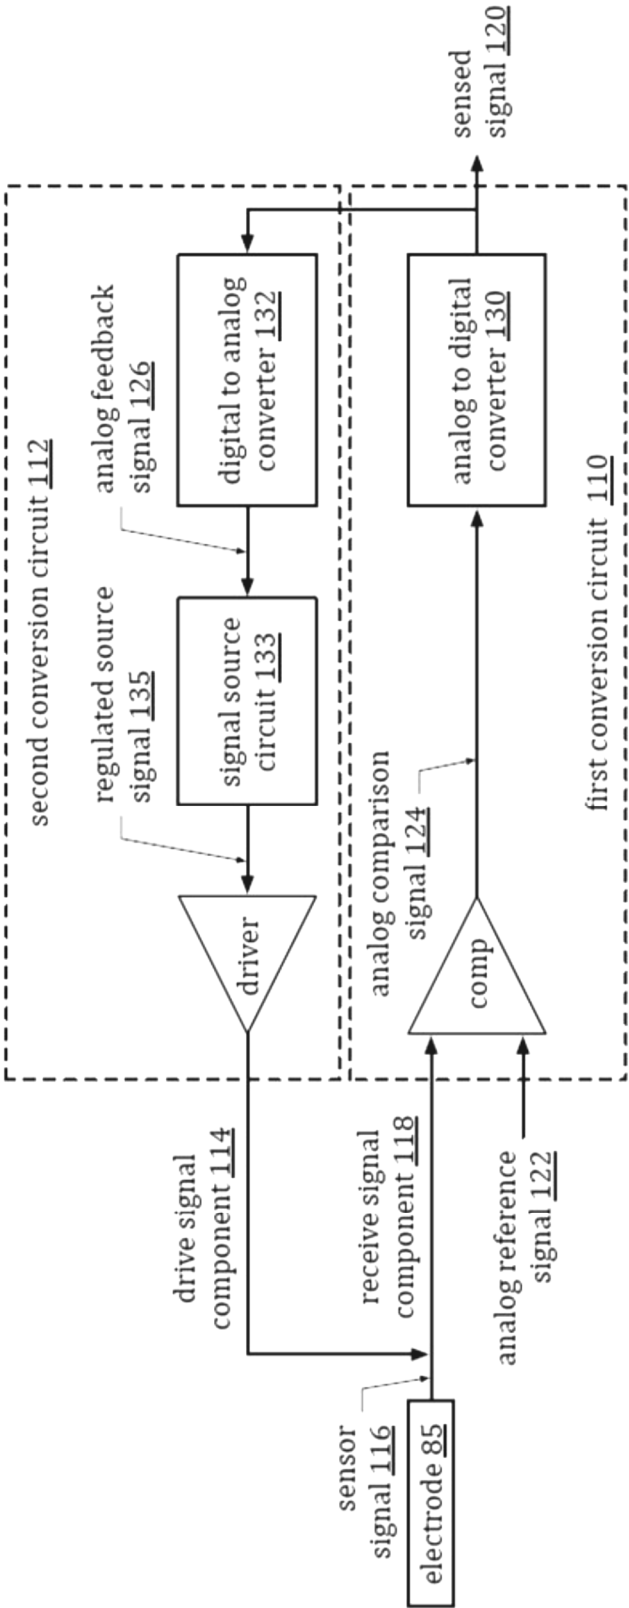 second conversion circuit 112
regulated source
signal 135
analog feedback
signal 126
driver
signal source
circuit 133
digital to analog
converter 132
drive signal
component 114
sensor
signal 116
electrode 85
receive signal
component 118
analog reference
signal 122
comp
analog comparison
signal 124
analog to digital
converter 130
sensed
signal 120
first conversion circuit 110